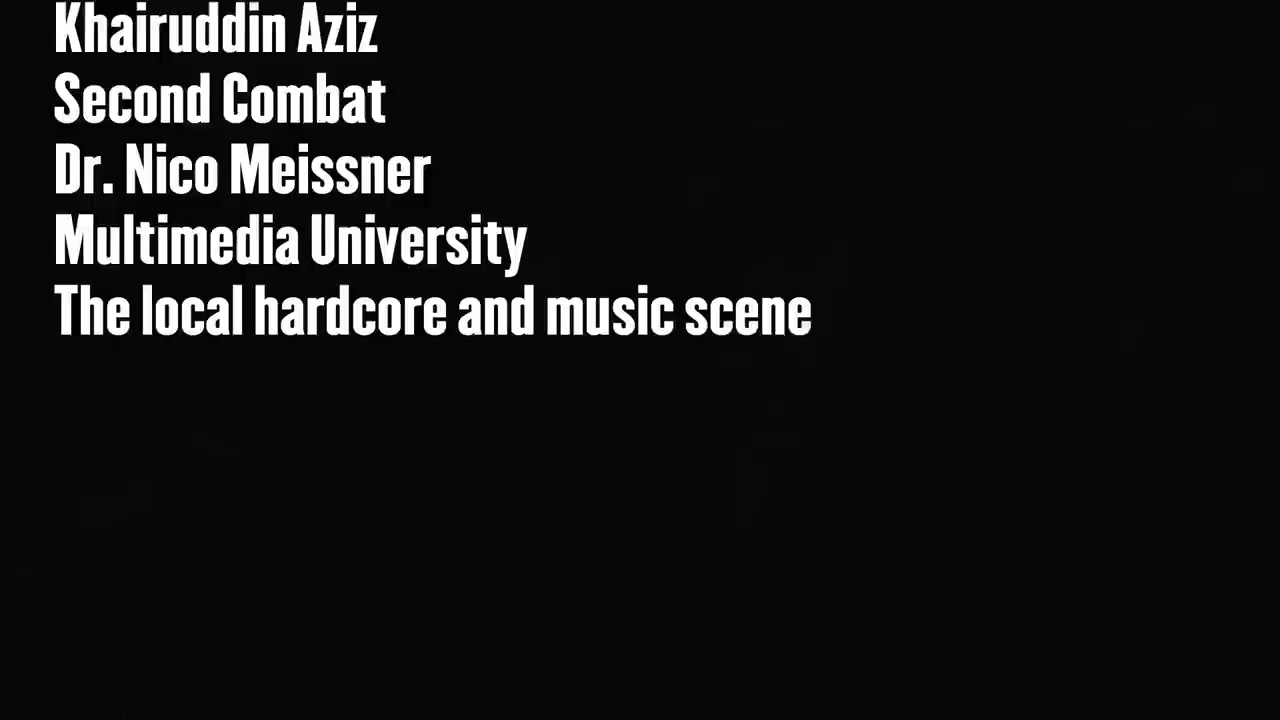 Khairuddin Aziz
Second Combat
Dr. Nico Meissner
Multimedia University
The local hardcore and music scene